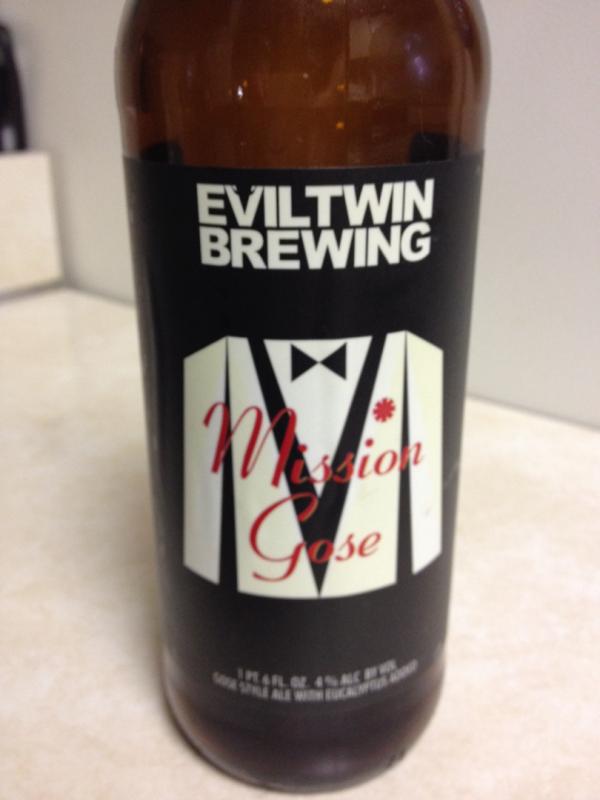 EVILTWIN
BREWING
Mission
Gose
1 PT. 6 FL. OZ. 4 % ALC BY VOL
GOSE STYLE ALE WITH EUCALYPTUS ADDED